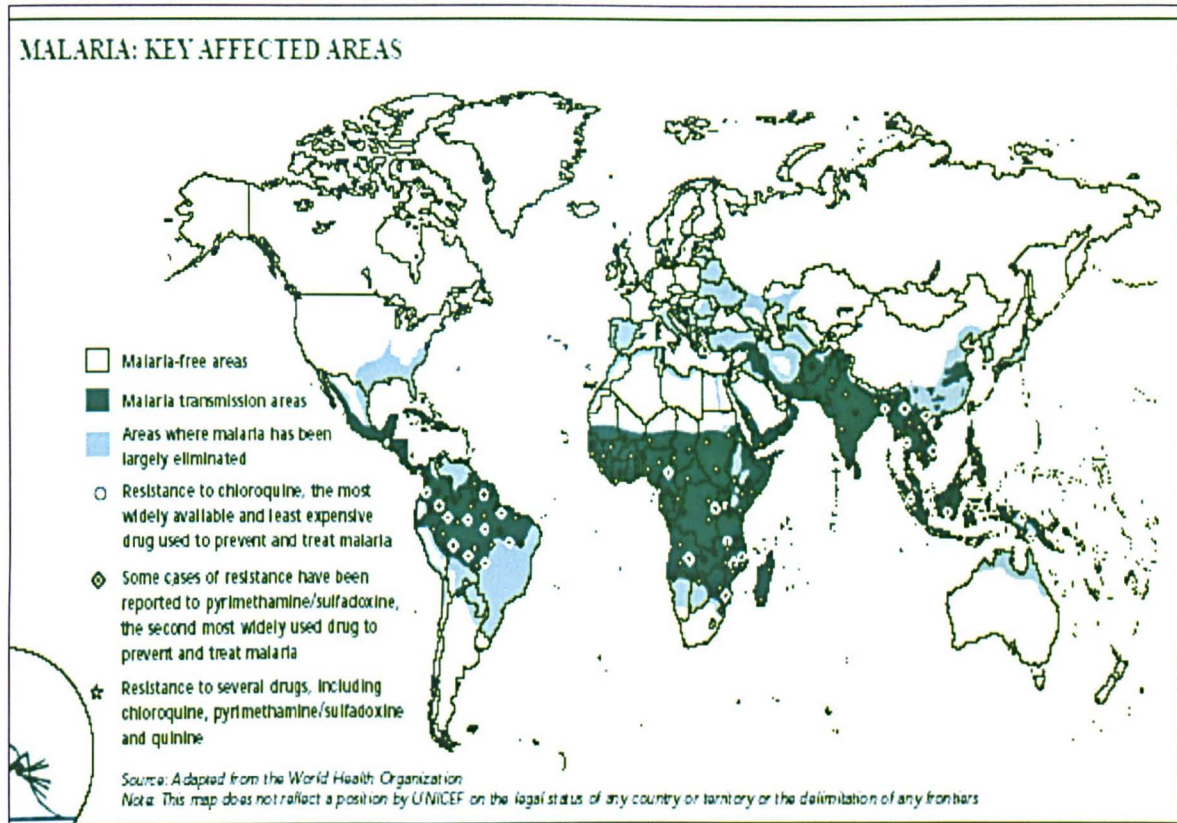 MALARIA: KEY AFFECTED AREAS
Malaria-free areas
Malaria transmission areas
Areas where malaria has been
largely eliminated
Resistance to chloroquine, the most
widely available and least expensive
drug used to prevent and treat malaria
Some cases of resistance have been
reported to pyrimethamine/sulfadoxine,
the second most widely used drug to
prevent and treat malaria
Resistance to several drugs, including
chloroquine, pyrimethamine/sulfadoxine
and quinine
Source: Adapted from the World Health Organization
Note: This map does not reflect a position by UNICEF on the legal status of any country or territory or the delimitation of any frontiers